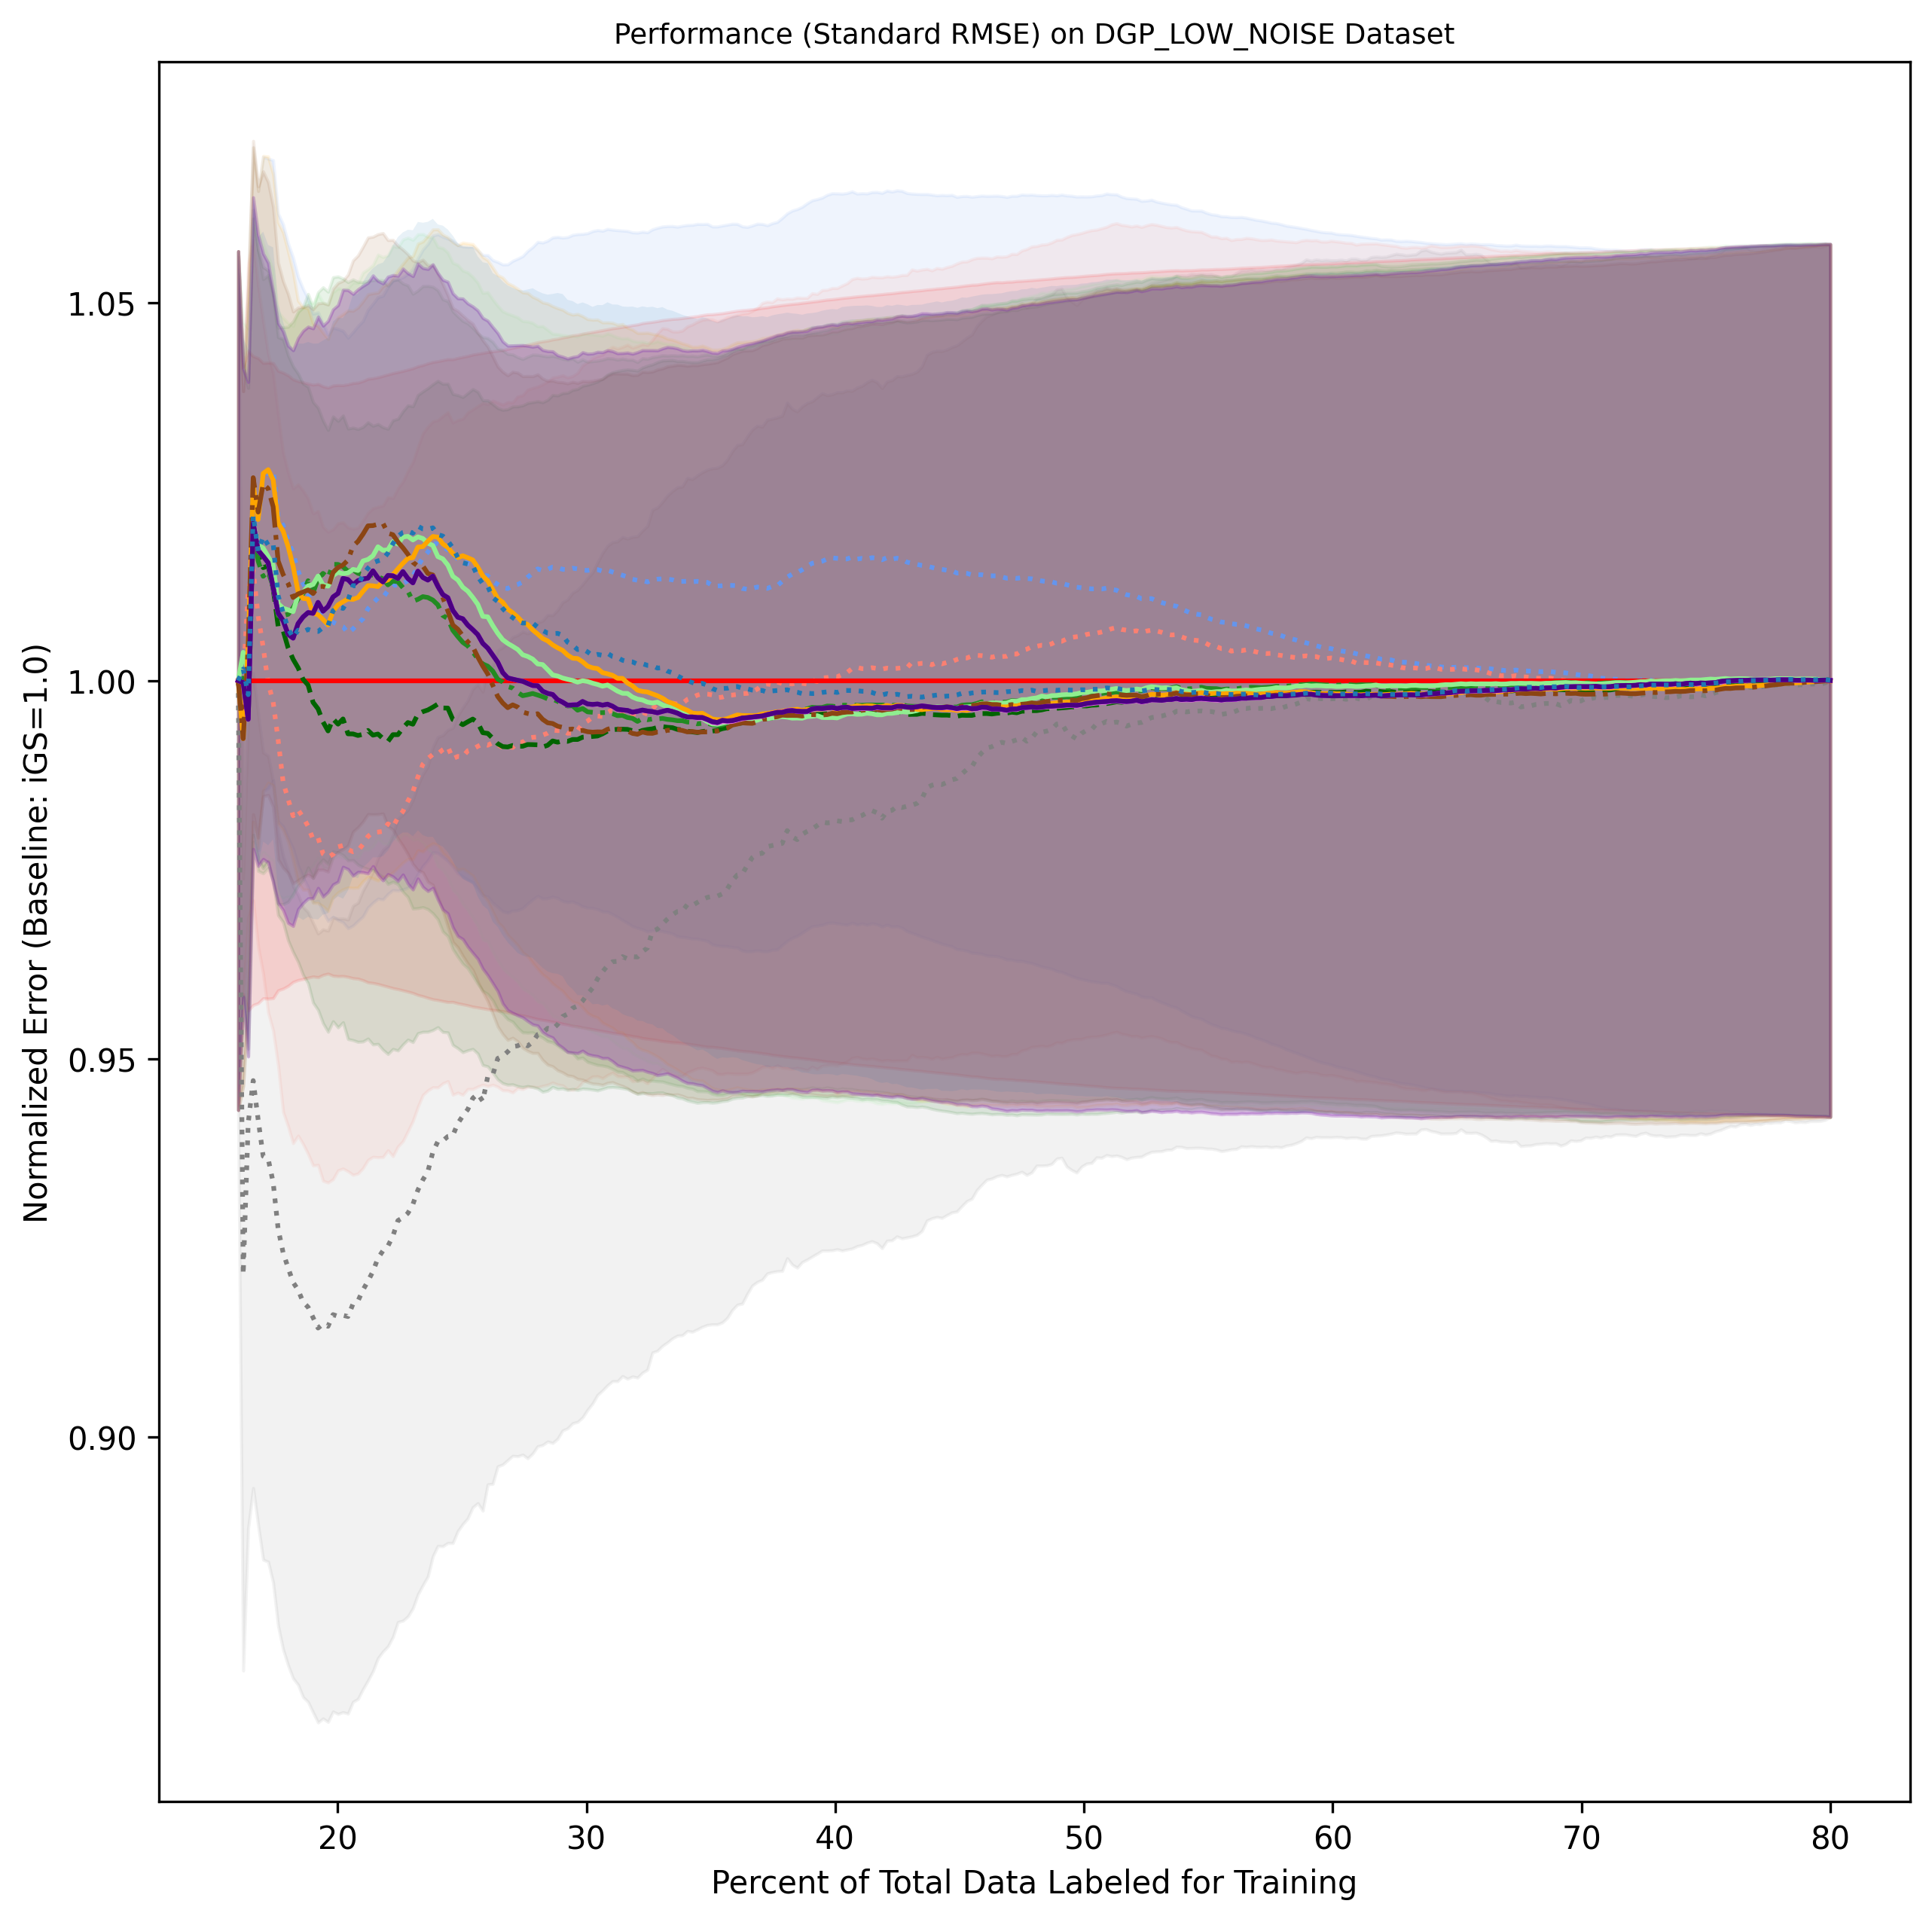 Performance (Standard RMSE) on DGP_LOW_NOISE Dataset
Normalized Error (Baseline: iGS=1.0)
1.05
1.00
0.95
0.90
20 30 40 50 60 70 80
Percent of Total Data Labeled for Training